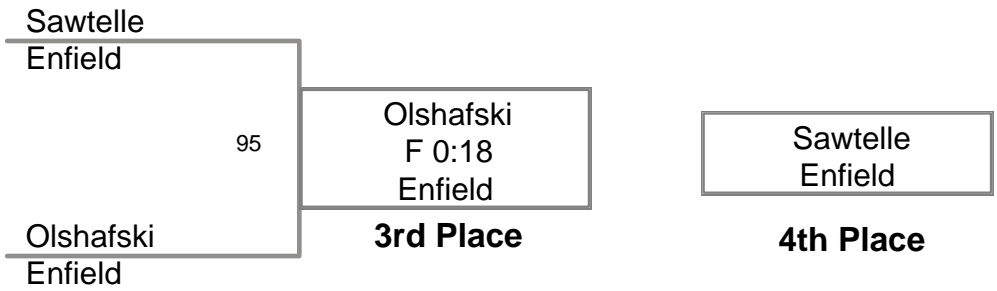 Sawtelle
Enfield
95
Olshafski
F 0:18
Enfield
3rd Place
Sawtelle
Enfield
4th Place
Olshafski
Enfield